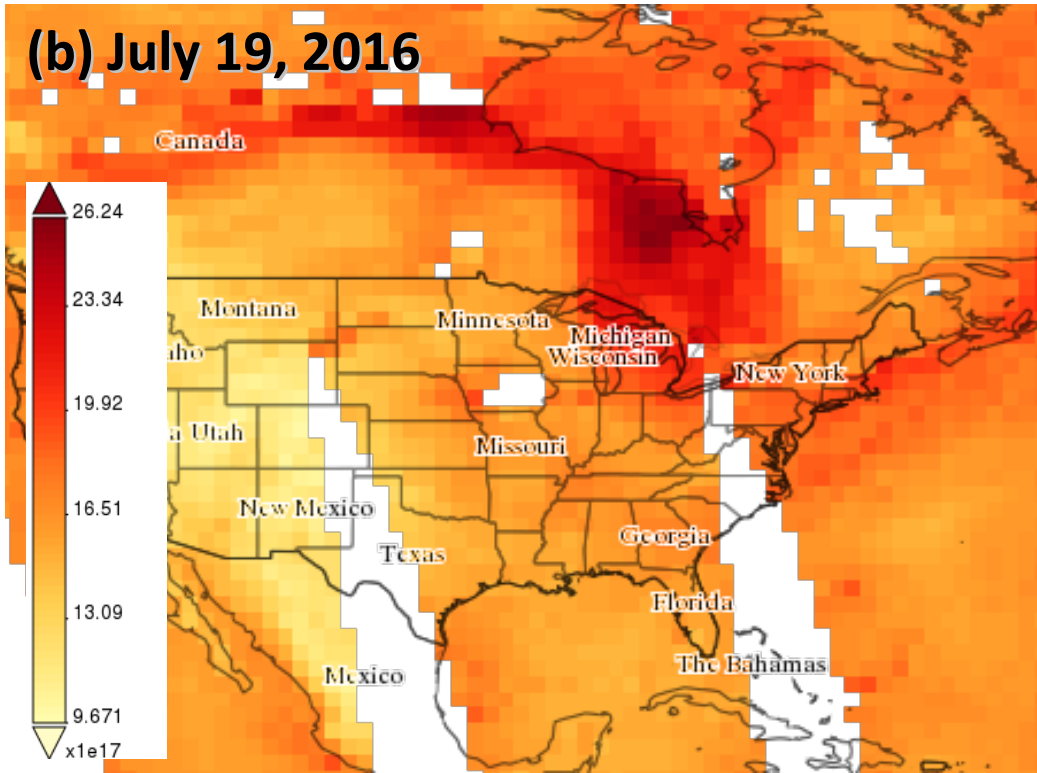 (b) July 19, 2016
Canada
26.24
23.34
19.92
16.51
13.09
9.671
x1e17
Montana
Minnesota
Michigan
Wisconsin
New York
aho
a Utah
Missouri
New Mexico
Texas
Georgia
Florida
The Bahamas
Mexico